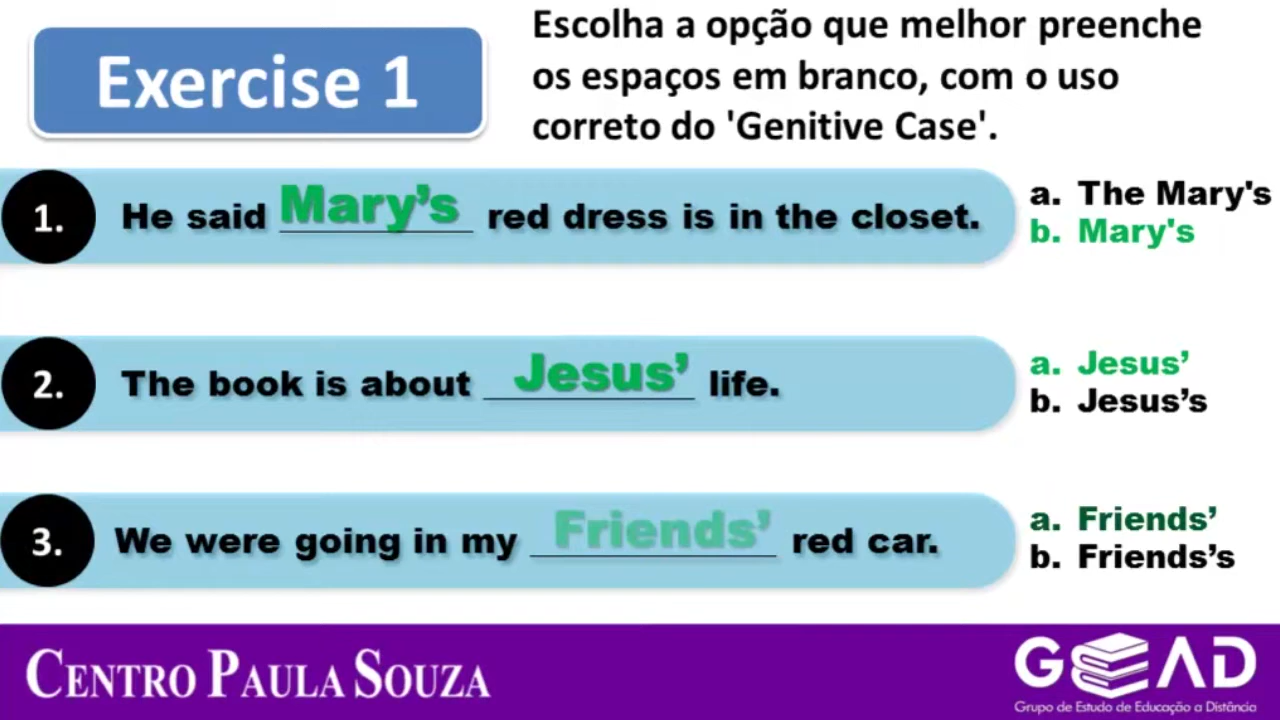 Exercise 1
Escolha a opção que melhor preenche
os espaços em branco, com o uso
correto do 'Genitive Case'.
1. He said Mary’s red dress is in the closet.
a. The Mary's
b. Mary's
2. The book is about Jesus’ life.
a. Jesus’
b. Jesus’s
3. We were going in my Friends’ red car.
a. Friends’
b. Friends’s
CENTRO PAULA SOUZA
GEAD
Grupo de Estudo de Educação a Distância